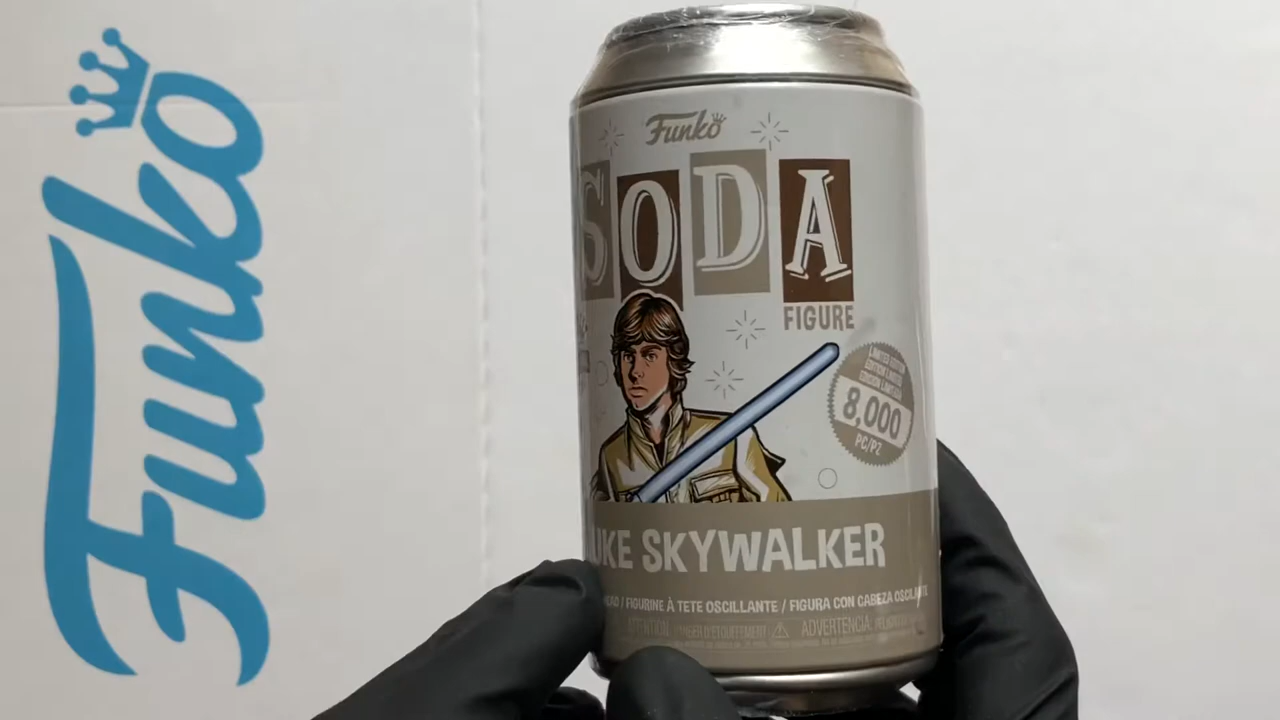 Funko
Funko
SODA
FIGURE
LIMITED EDITION
8,000
PC/PZ
UKE SKYWALKER
/ FIGURINE À TETE OSCILLANTE / FIGURA CON CABEZA
ATTENTION ADVERTENCIA: